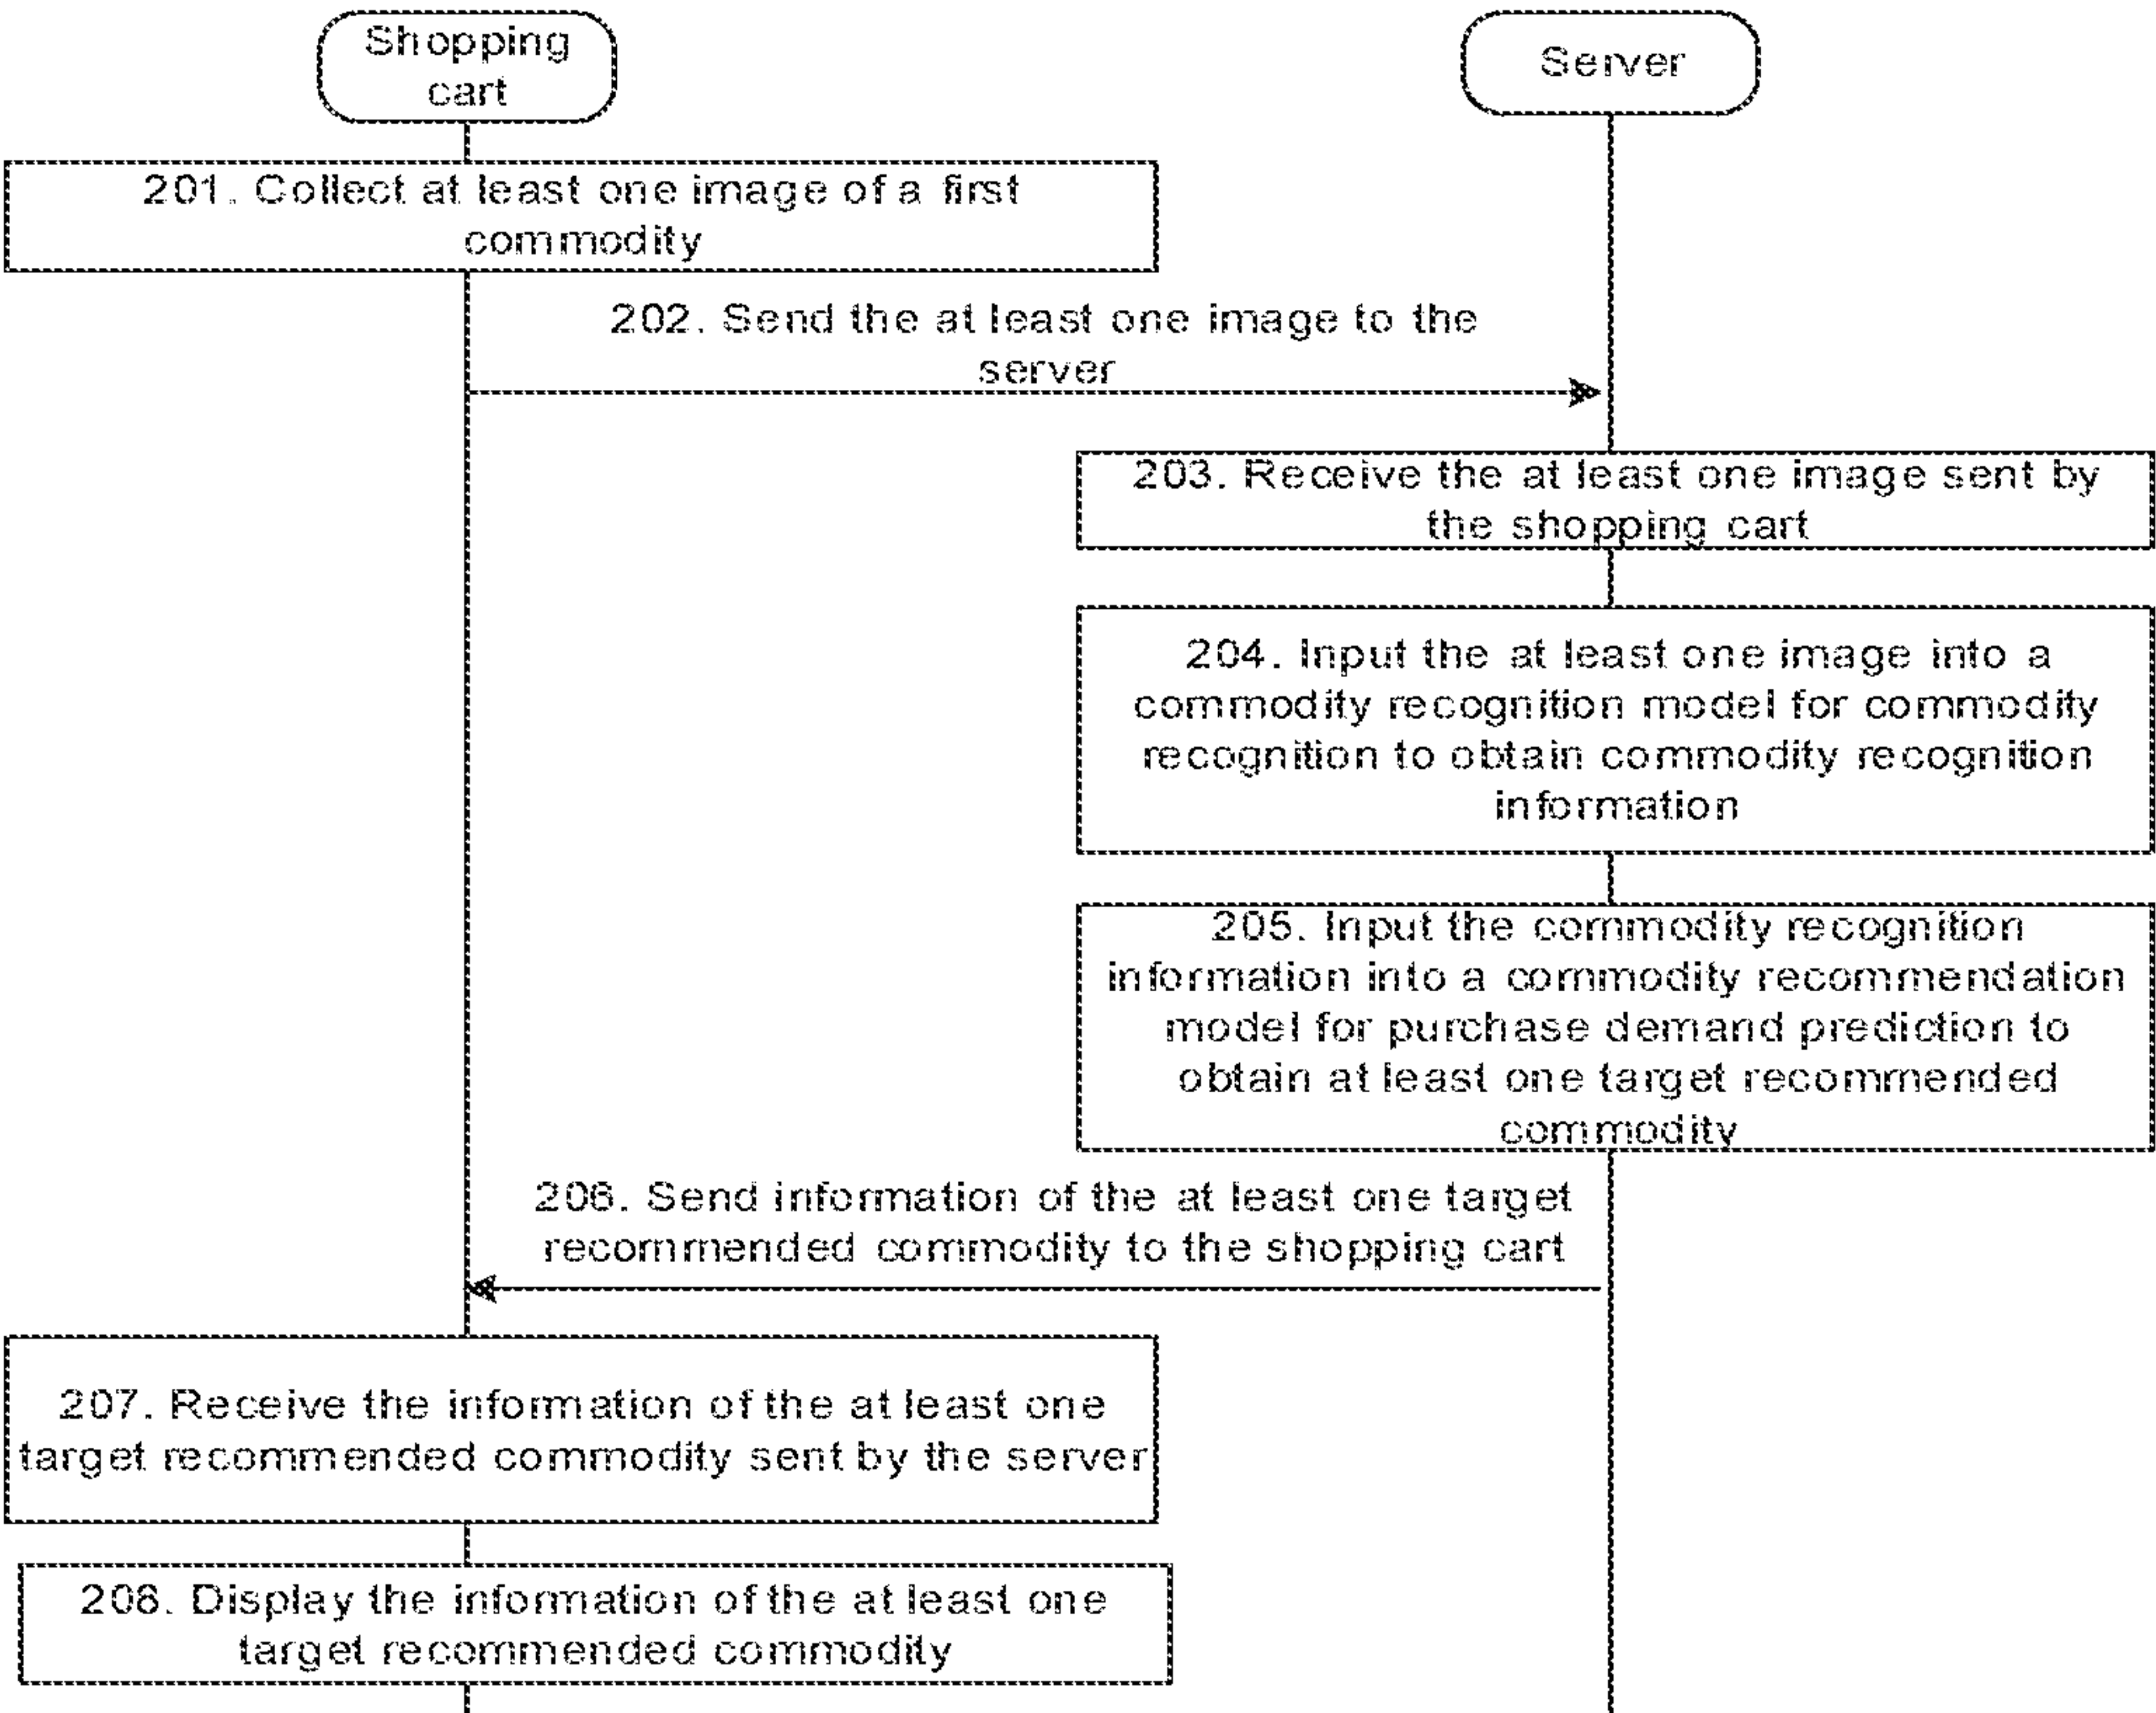 Shopping
cart
Server
201. Collect at least one image of a first
commodity
202. Send the at least one image to the
server
203. Receive the at least one image sent by
the shopping cart
204. Input the at least one image into a
commodity recognition model for commodity
recognition to obtain commodity recognition
information
205. Input the commodity recognition
information into a commodity recommendation
model for purchase demand prediction to
obtain at least one target recommended
commodity
206. Send information of the at least one target
recommended commodity to the shopping cart
207. Receive the information of the at least one
target recommended commodity sent by the server
208. Display the information of the at least one
target recommended commodity